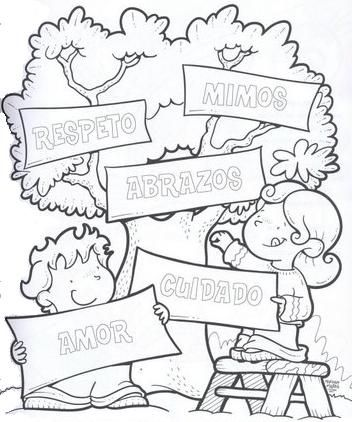 MIMOS
RESPETO
ABRAZOS
CUIDADO
AMOR